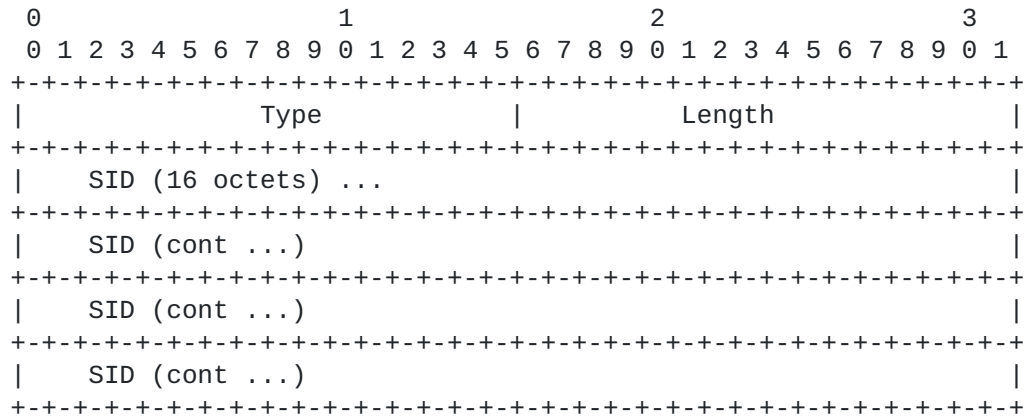 0                   1                   2                   3
 0 1 2 3 4 5 6 7 8 9 0 1 2 3 4 5 6 7 8 9 0 1 2 3 4 5 6 7 8 9 0 1
+-+-+-+-+-+-+-+-+-+-+-+-+-+-+-+-+-+-+-+-+-+-+-+-+-+-+-+-+-+-+-+-+
|               Type            |          Length               |
+-+-+-+-+-+-+-+-+-+-+-+-+-+-+-+-+-+-+-+-+-+-+-+-+-+-+-+-+-+-+-+-+
|    SID (16 octets) ...                                        |
+-+-+-+-+-+-+-+-+-+-+-+-+-+-+-+-+-+-+-+-+-+-+-+-+-+-+-+-+-+-+-+-+
|    SID (cont ...)                                             |
+-+-+-+-+-+-+-+-+-+-+-+-+-+-+-+-+-+-+-+-+-+-+-+-+-+-+-+-+-+-+-+-+
|    SID (cont ...)                                             |
+-+-+-+-+-+-+-+-+-+-+-+-+-+-+-+-+-+-+-+-+-+-+-+-+-+-+-+-+-+-+-+-+
|    SID (cont ...)                                             |
+-+-+-+-+-+-+-+-+-+-+-+-+-+-+-+-+-+-+-+-+-+-+-+-+-+-+-+-+-+-+-+-+